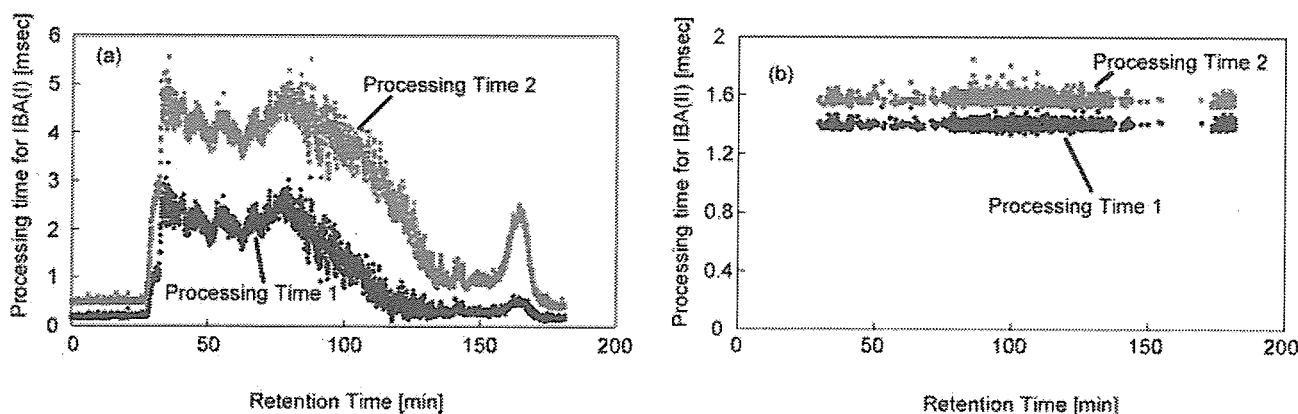 (a)
Processing time for IBA(I) [msec]
6
5
4
3
2
1
0
Processing Time 2
Processing Time 1
0
50
100
150
200
Retention Time [min]
(b)
Processing time for IBA(II) [msec]
2
1.6
1.2
0.8
0.4
0
Processing Time 2
Processing Time 1
0
50
100
150
200
Retention Time [min]